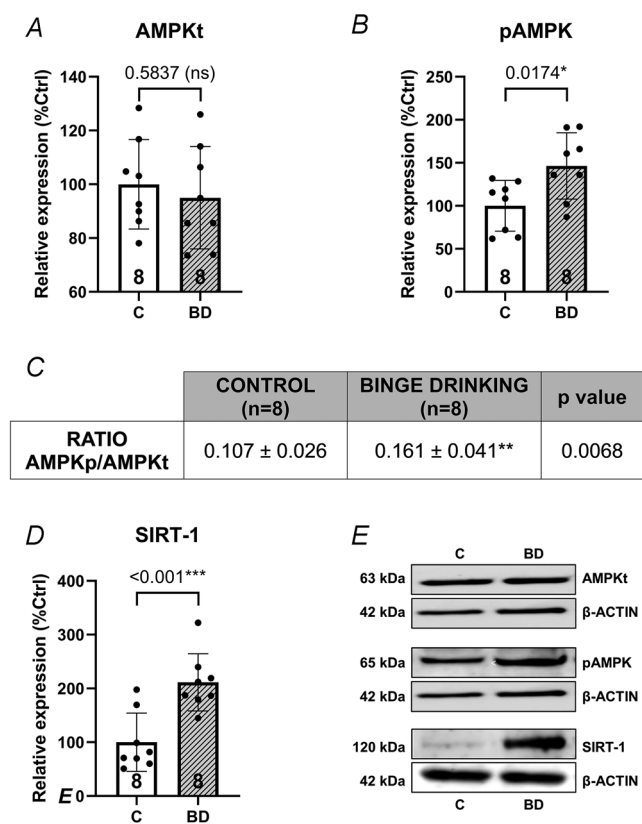 A
AMPKt
Relative expression (%Ctrl)
140
120
100
80
60
0.5837 (ns)
8
8
C
BD
B
pAMPK
Relative expression (%Ctrl)
250
200
150
100
50
0
0.0174*
8
8
C
BD
C
CONTROL
(n=8)
BINGE DRINKING
(n=8)
p value
RATIO
AMPKp/AMPKt
0.107 ± 0.026
0.161 ± 0.041**
0.0068
D
SIRT-1
Relative expression (%Ctrl)
400
300
200
100
0
<0.001***
8
8
E
C
BD
E
C
BD
63 kDa
AMPKt
42 kDa
β-ACTIN
65 kDa
pAMPK
42 kDa
β-ACTIN
120 kDa
SIRT-1
42 kDa
β-ACTIN
C
BD